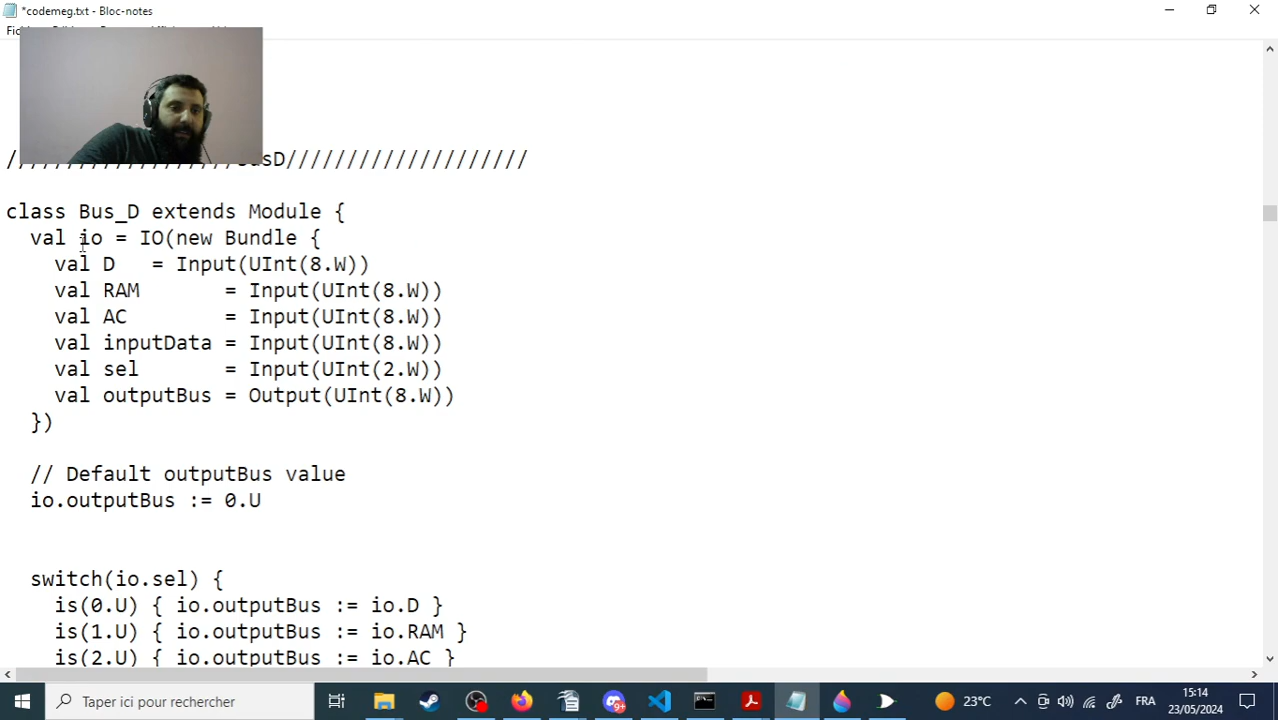 *codemeg.txt - Bloc-notes
//////////////////BusD////////////////////
class Bus_D extends Module {
val io = IO(new Bundle {
val D = Input(UInt(8.W))
val RAM = Input(UInt(8.W))
val AC = Input(UInt(8.W))
val inputData = Input(UInt(8.W))
val sel = Input(UInt(2.W))
val outputBus = Output(UInt(8.W))
})
// Default outputBus value
io.outputBus := 0.U
switch(io.sel) {
is(0.U) { io.outputBus := io.D }
is(1.U) { io.outputBus := io.RAM }
is(2.U) { io.outputBus := io.AC }
Taper ici pour rechercher
9+
23°C
FRA
15:14
23/05/2024